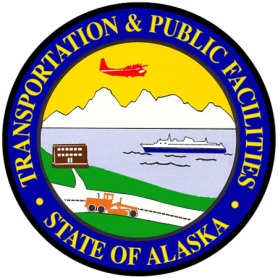 TRANSPORTATION & PUBLIC FACILITIES
STATE OF ALASKA